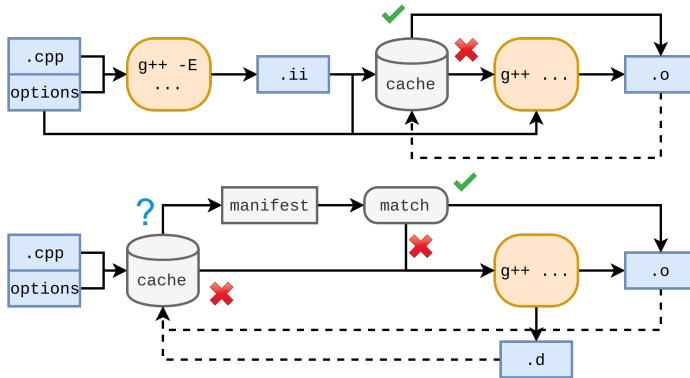 .cpp
options
g++ -E
...
.ii
cache
g++ ...
.o
?
manifest
match
.cpp
options
cache
g++ ...
.o
.d